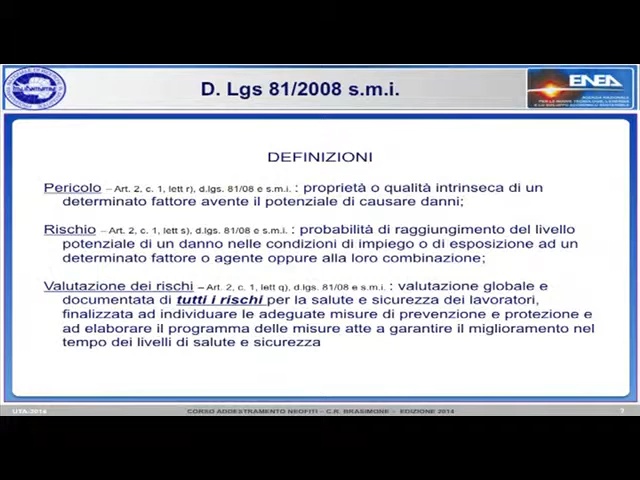 D. Lgs 81/2008 s.m.i.
ENEA
DEFINIZIONI
Pericolo – Art. 2, c. 1, lett r), d.lgs. 81/08 e s.m.i. : proprietà o qualità intrinseca di un
determinato fattore avente il potenziale di causare danni;
Rischio – Art. 2, c. 1, lett s), d.lgs. 81/08 e s.m.i. : probabilità di raggiungimento del livello
potenziale di un danno nelle condizioni di impiego o di esposizione ad un
determinato fattore o agente oppure alla loro combinazione;
Valutazione dei rischi – Art. 2, c. 1, lett q), d.lgs. 81/08 e s.m.i. : valutazione globale e
documentata di tutti i rischi per la salute e sicurezza dei lavoratori,
finalizzata ad individuare le adeguate misure di prevenzione e protezione e
ad elaborare il programma delle misure atte a garantire il miglioramento nel
tempo dei livelli di salute e sicurezza
UTA-2014
CORSO ADDESTRAMENTO NEOFITI – C.R. BRASIMONE – EDIZIONE 2014
7